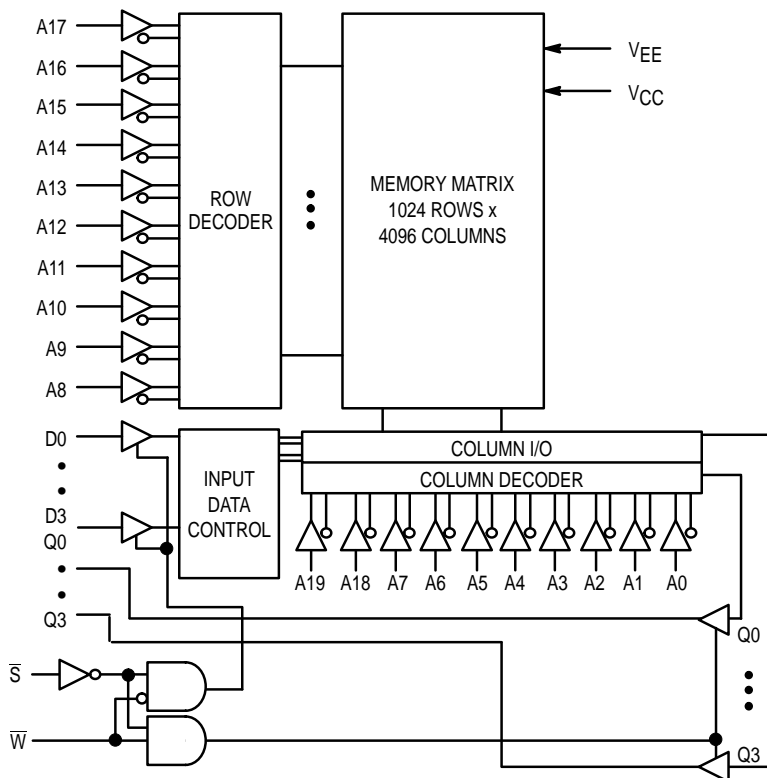 A17
A16
A15
A14
A13
A12
A11
A10
A9
A8
ROW
DECODER
MEMORY MATRIX
1024 ROWS x
4096 COLUMNS
VEE
VCC
D0
D3
Q0
Q3
INPUT
DATA
CONTROL
COLUMN I/O
COLUMN DECODER
A19 A18 A7 A6 A5 A4 A3 A2 A1 A0
Q0
Q3
S̅
W̅